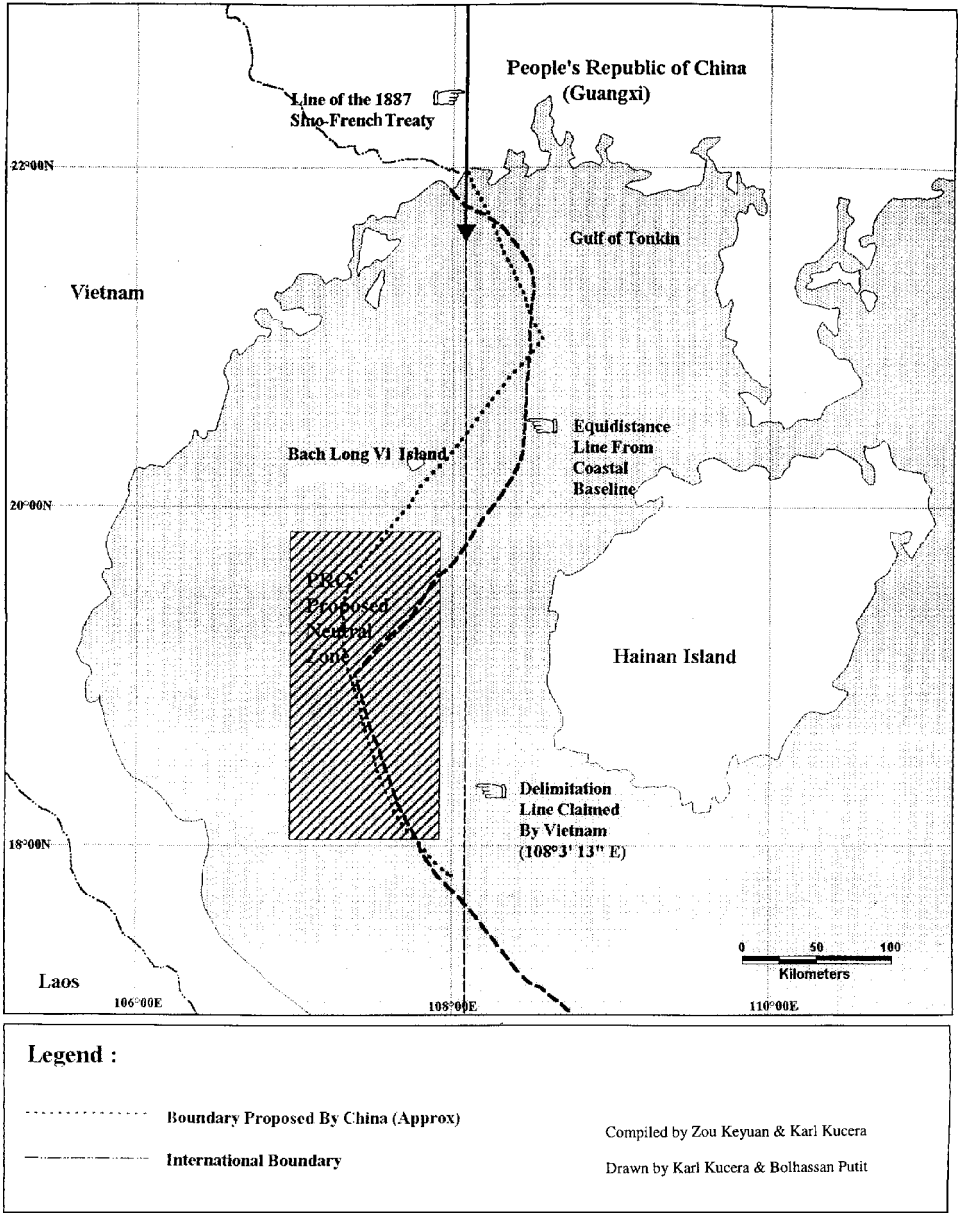 People's Republic of China
(Guangxi)
Line of the 1887
Sino-French Treaty
22°00N
Gulf of Tonkin
Vietnam
Equidistance
Line From
Coastal
Baseline
Bach Long VI Island
20°00N
PRC
Proposed
Neutral
Zone
Hainan Island
Delimitation
Line Claimed
By Vietnam
(108°3' 13" E)
18°00N
0 50 100
Kilometers
Laos
106°00E
108°00E
110°00E
Legend :
Boundary Proposed By China (Approx)
International Boundary
Compiled by Zou Keyuan & Karl Kucera
Drawn by Karl Kucera & Bolhassan Putit